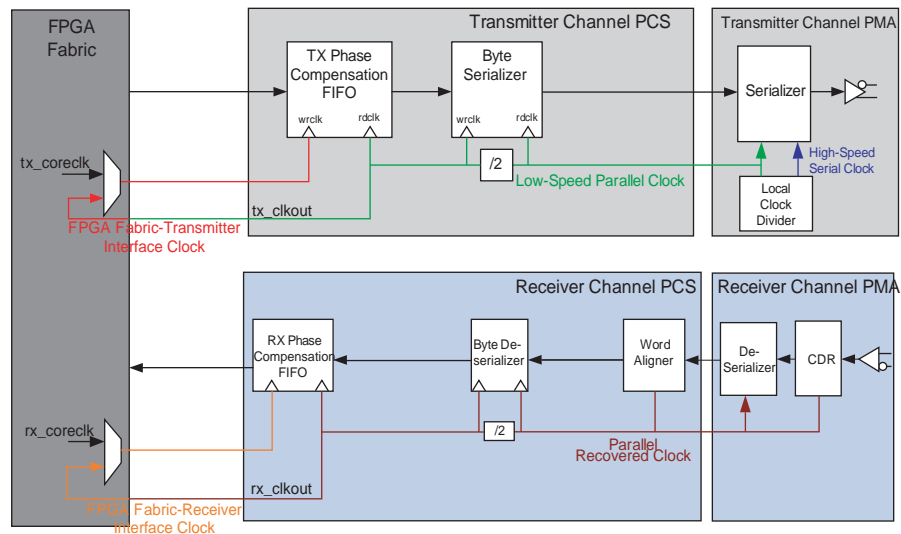 FPGA
Fabric
Transmitter Channel PCS
Transmitter Channel PMA
TX Phase
Compensation
FIFO
wrclk
rdclk
Byte
Serializer
wrclk
rdclk
/2
Serializer
tx_coreclk
High-Speed
Serial Clock
Low-Speed Parallel Clock
Local
Clock
Divider
tx_clkout
FPGA Fabric-Transmitter
Interface Clock
Receiver Channel PCS
Receiver Channel PMA
RX Phase
Compensation
FIFO
Byte De-
serializer
Word
Aligner
De-
Serializer
CDR
rx_coreclk
/2
Parallel
Recovered Clock
rx_clkout
FPGA Fabric-Receiver
Interface Clock